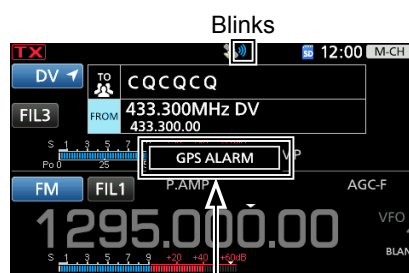 Blinks
TX 12:00 M-CH
DV TO CQCQCQ
FIL3 FROM 433.300MHz DV
433.300.00
S 1 3 5 7
Po 0 25
GPS ALARM
FM FIL1 P.AMP AGC-F
1295.000.00 VFO
BLAN
S 1 3 5 7 9 +20 +40 +60dB